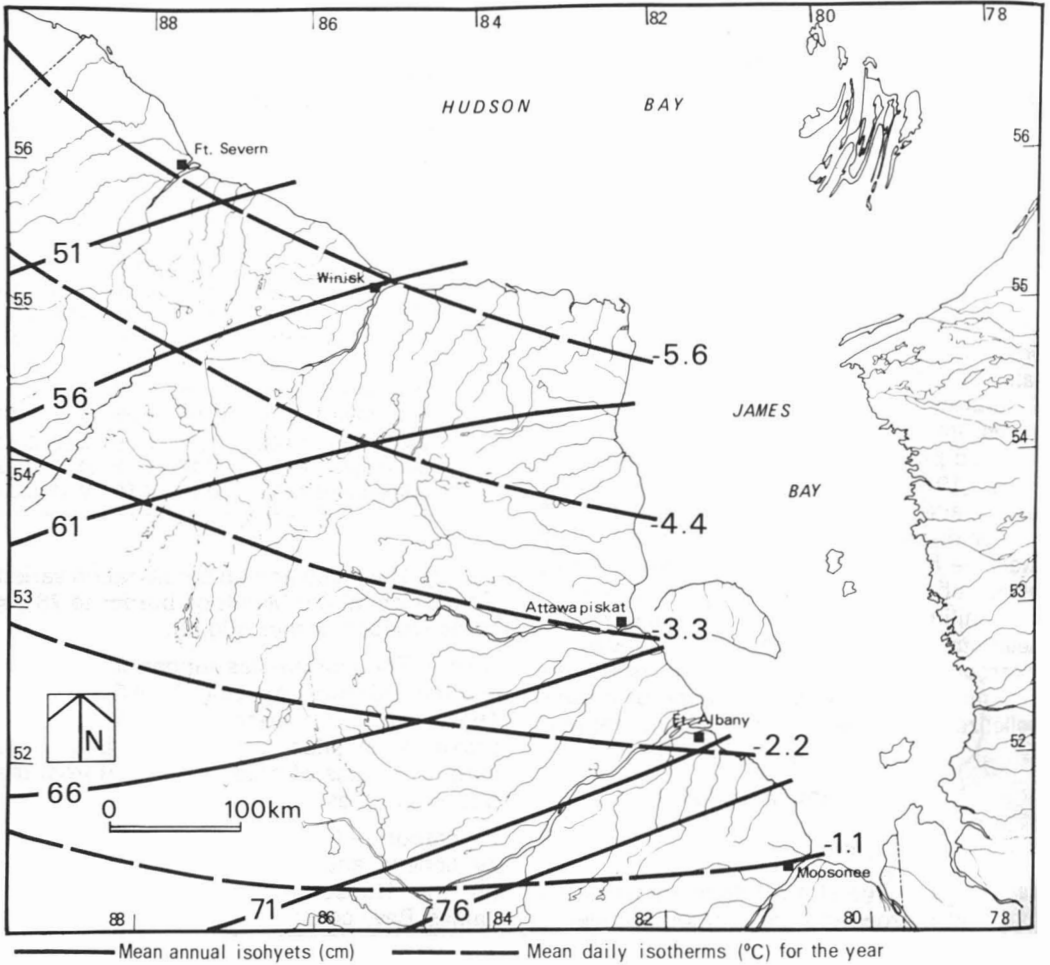 88 86 84 82 80 78
HUDSON BAY
56 Ft. Severn 56
51
Winisk
55 55
-5.6
56
JAMES
54 54
BAY
61 -4.4
53 Attawapiskat 53
-3.3
N
Ft. Albany
52 -2.2 52
66
0 100km
-1.1
Moosonee
71 76
88 86 84 82 80 78
Mean annual isohyets (cm) Mean daily isotherms (ºC) for the year